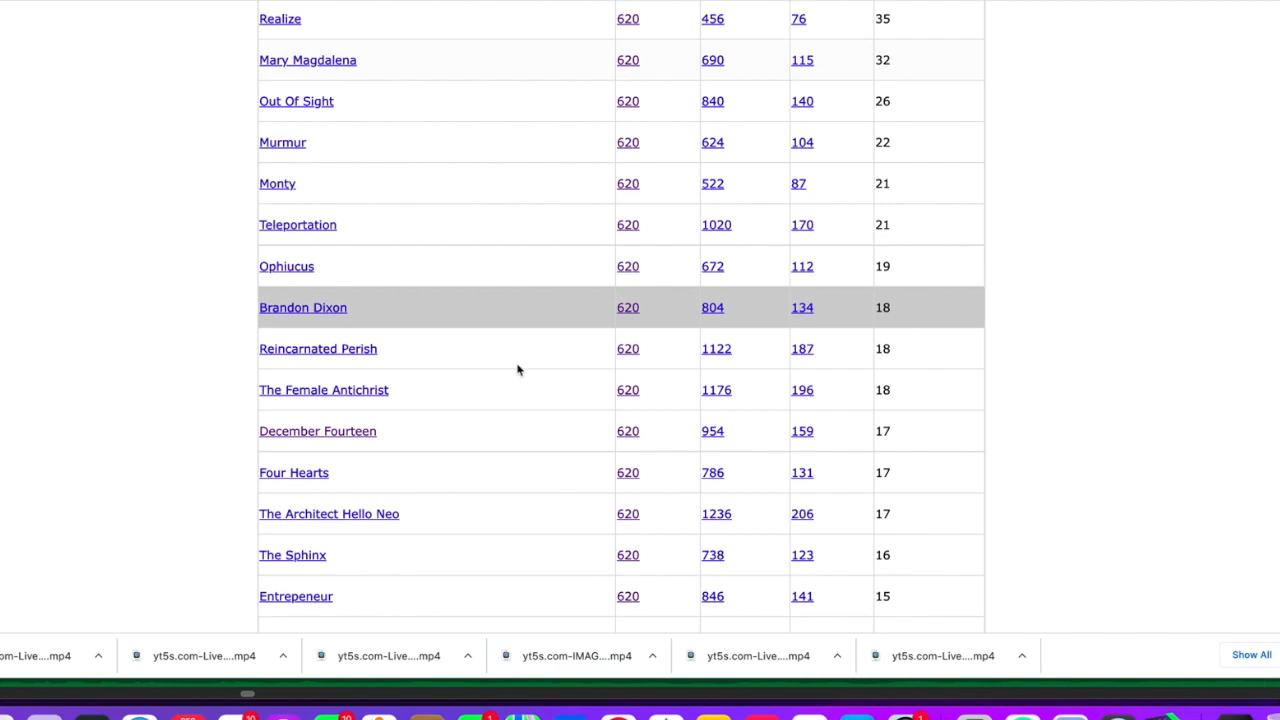 Realize 620 456 76 35
Mary Magdalena 620 690 115 32
Out Of Sight 620 840 140 26
Murmur 620 624 104 22
Monty 620 522 87 21
Teleportation 620 1020 170 21
Ophiucus 620 672 112 19
Brandon Dixon 620 804 134 18
Reincarnated Perish 620 1122 187 18
The Female Antichrist 620 1176 196 18
December Fourteen 620 954 159 17
Four Hearts 620 786 131 17
The Architect Hello Neo 620 1236 206 17
The Sphinx 620 738 123 16
Entrepeneur 620 846 141 15
om-Live....mp4 yt5s.com-Live....mp4 yt5s.com-Live....mp4 yt5s.com-IMAG....mp4 yt5s.com-Live....mp4 yt5s.com-Live....mp4 Show All
10 10 1 1